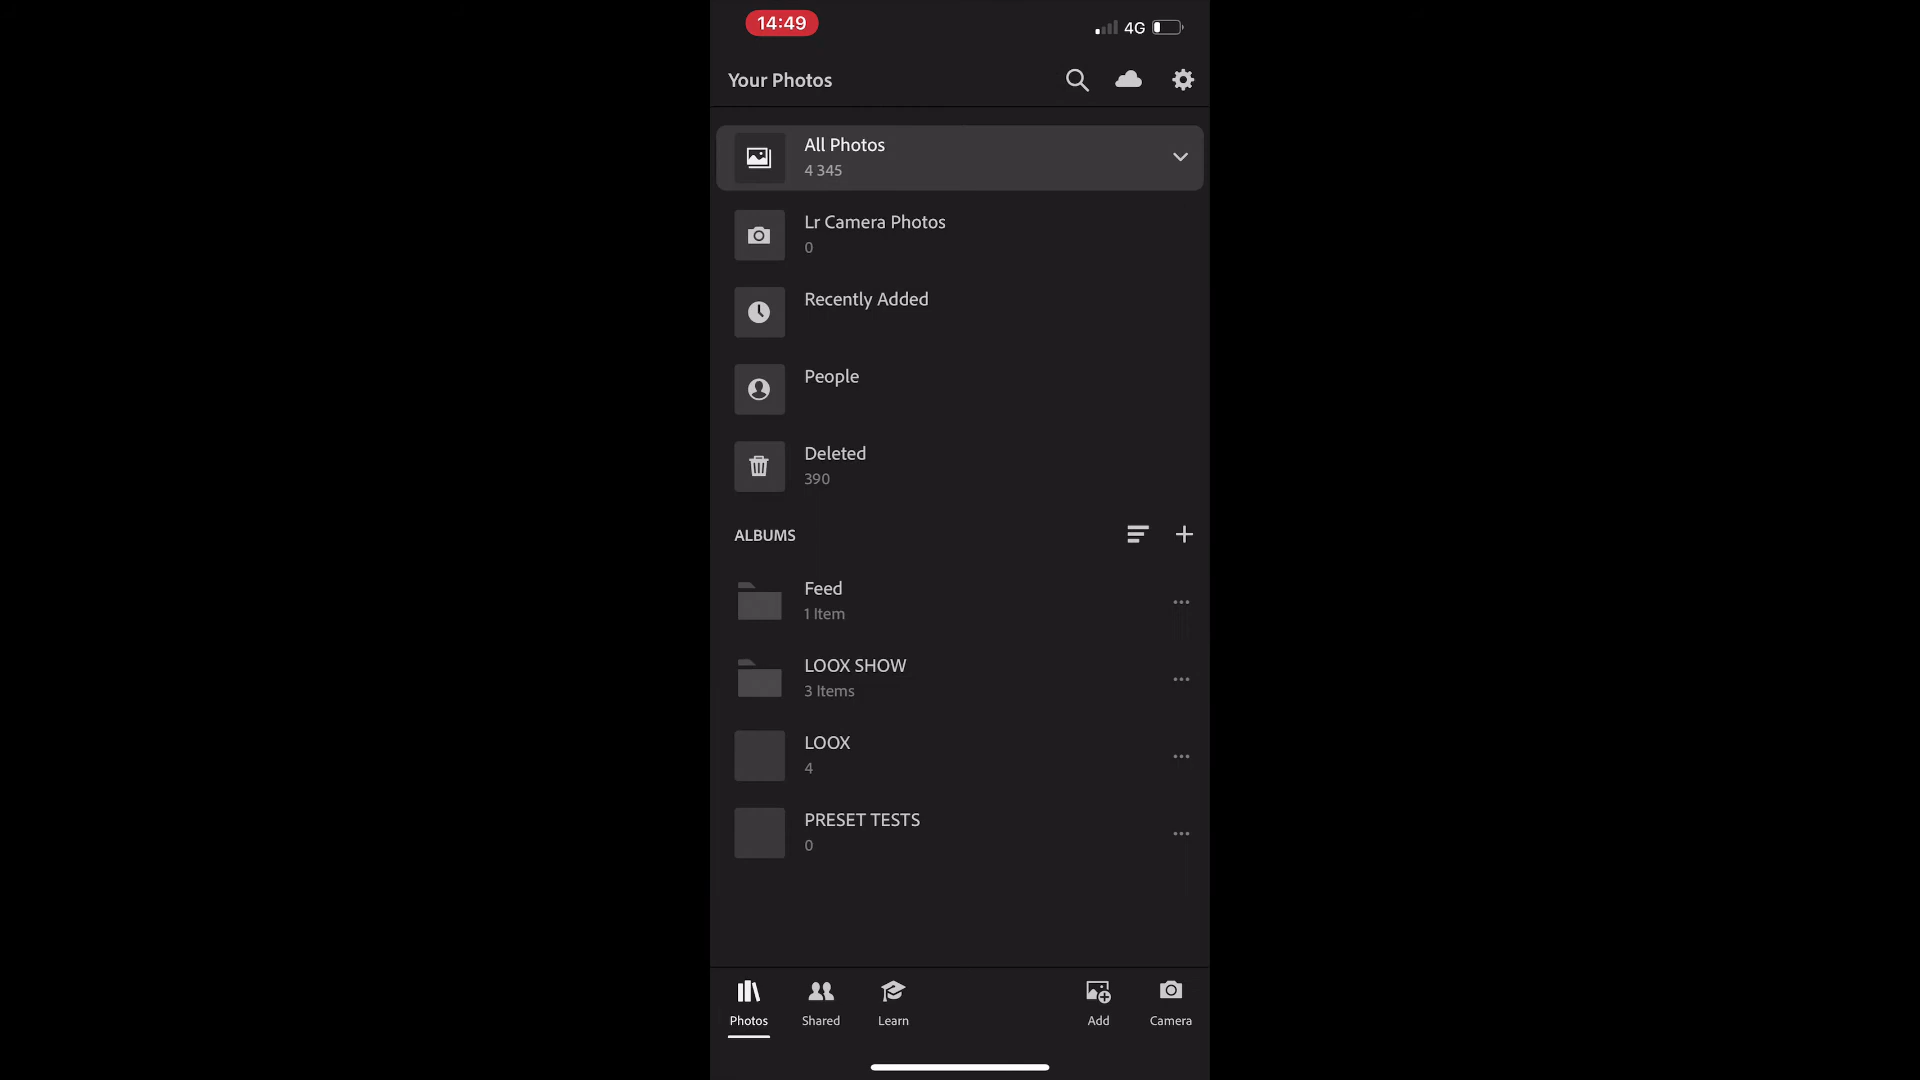 14:49
4G
Your Photos
All Photos
4 345
Lr Camera Photos
0
Recently Added
People
Deleted
390
ALBUMS
Feed
1 Item
LOOX SHOW
3 Items
LOOX
4
PRESET TESTS
0
Photos
Shared
Learn
Add
Camera